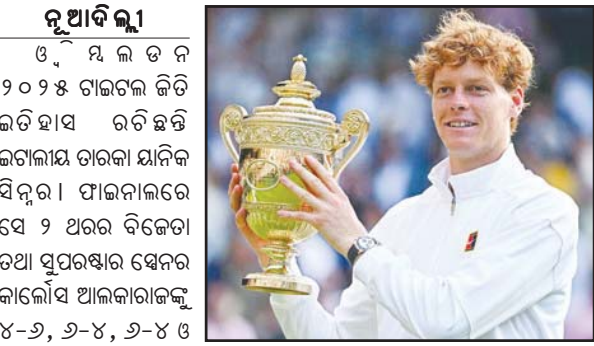 ନୂଆଦିଲ୍ଲୀ
ଓ୍ବିମ୍ବଲଡନ
୨୦୨୫ ଟାଇଟଲ ଜିତି
ଇତିହାସ ରଚିଛନ୍ତି
ଇଟାଲୀୟ ତାରକା ୟାନିକ
ସିନ୍ନର। ଫାଇନାଲରେ
ସେ ୨ ଥରର ବିଜେତା
ତଥା ସୁପରଷ୍ଟାର ସ୍ପେନର
କାର୍ଲୋସ ଆଲକାରାଜଙ୍କୁ
୪-୬, ୬-୪, ୬-୪ ଓ